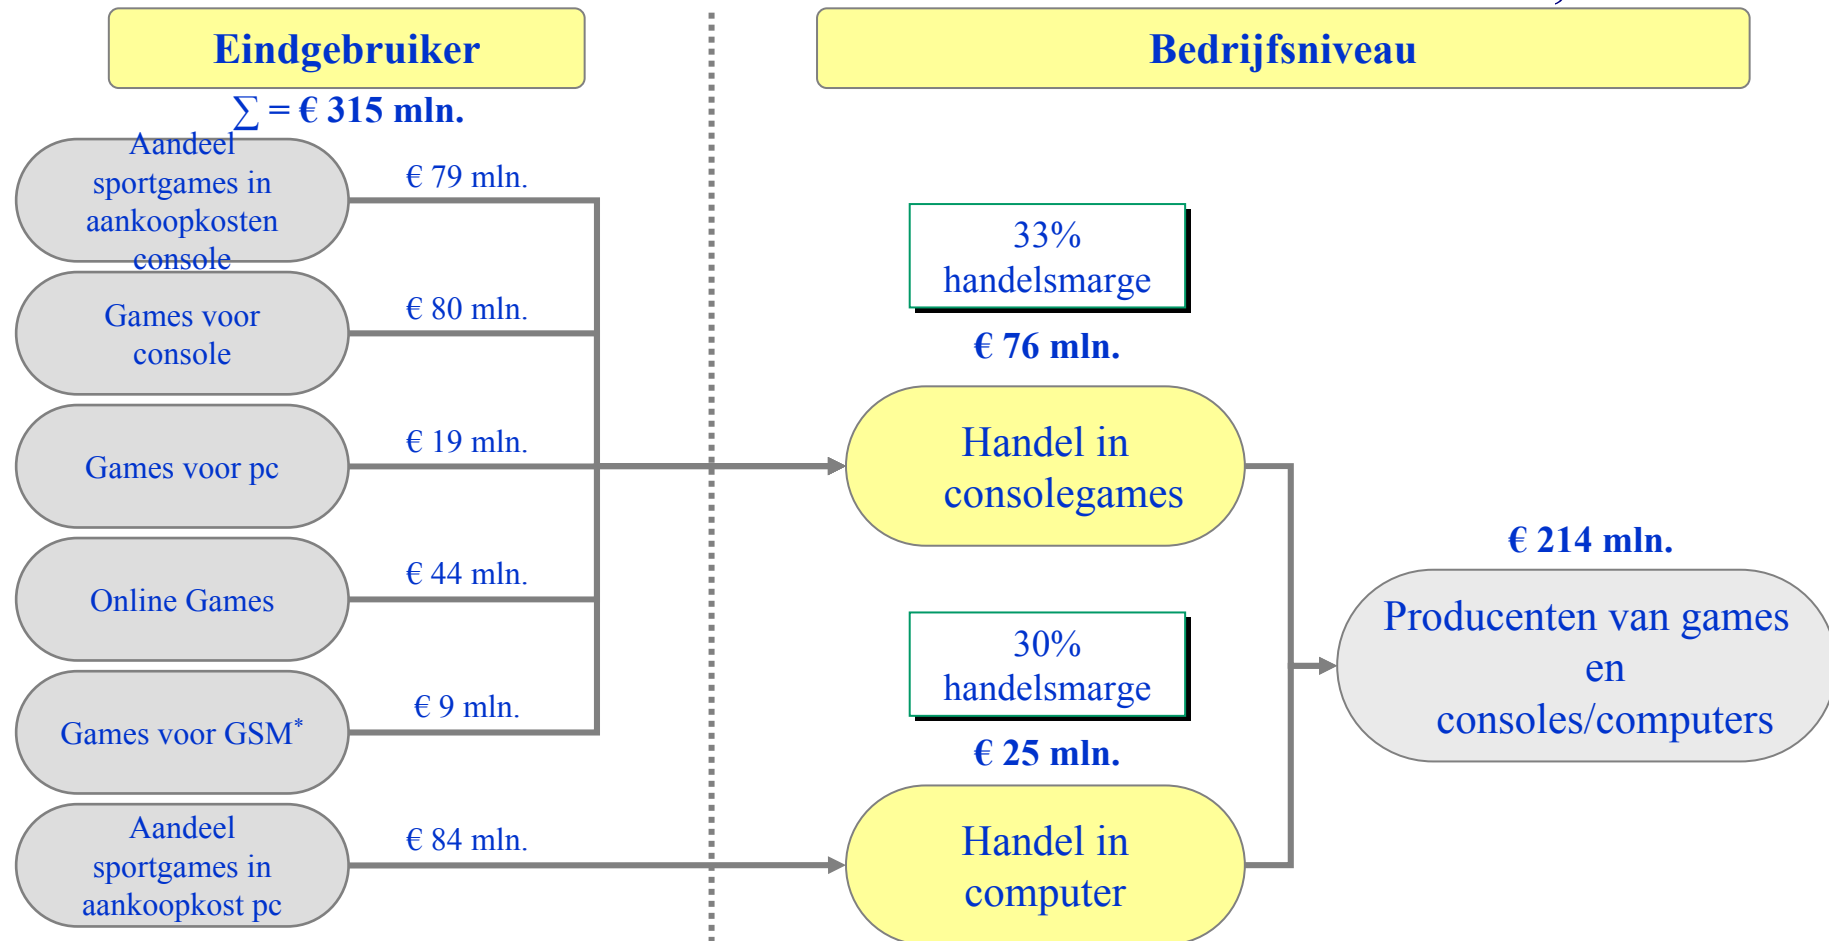 Eindgebruiker
∑ = € 315 mln.
Aandeel
sportgames in
aankoopkosten
console
€ 79 mln.
Games voor
console
€ 80 mln.
Games voor pc
€ 19 mln.
Online Games
€ 44 mln.
Games voor GSM*
€ 9 mln.
Aandeel
sportgames in
aankoopkost pc
€ 84 mln.
Bedrijfsniveau
33%
handelsmarge
€ 76 mln.
Handel in
consolegames
30%
handelsmarge
€ 25 mln.
Handel in
computer
€ 214 mln.
Producenten van games
en
consoles/computers